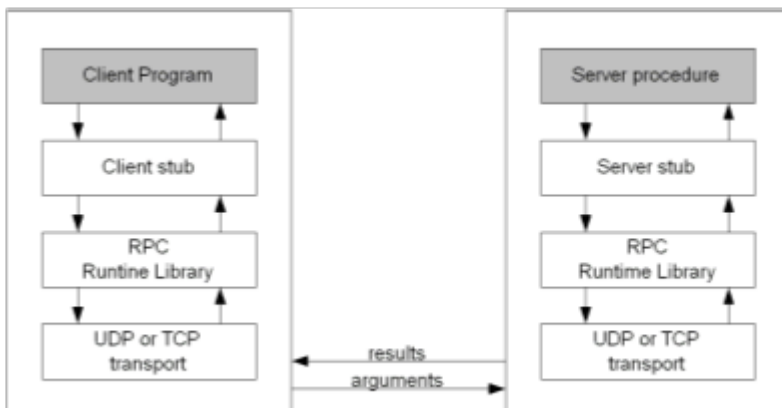 Client Program
Client stub
RPC
Runtine Library
UDP or TCP
transport
results
arguments
Server procedure
Server stub
RPC
Runtime Library
UDP or TCP
transport